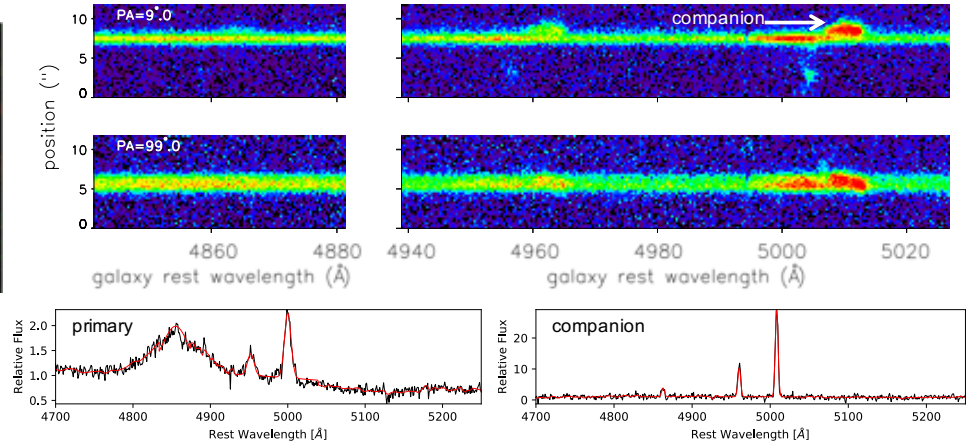 PA=9°.0
companion
10
5
0
PA=99°.0
10
5
0
position (")
4860 4880 4940 4960 4980 5000 5020
galaxy rest wavelength (Å) galaxy rest wavelength (Å)
primary
2.0
1.5
1.0
0.5
Relative Flux
4700 4800 4900 5000 5100 5200
Rest Wavelength [Å]
companion
20
10
0
Relative Flux
4700 4800 4900 5000 5100 5200
Rest Wavelength [Å]